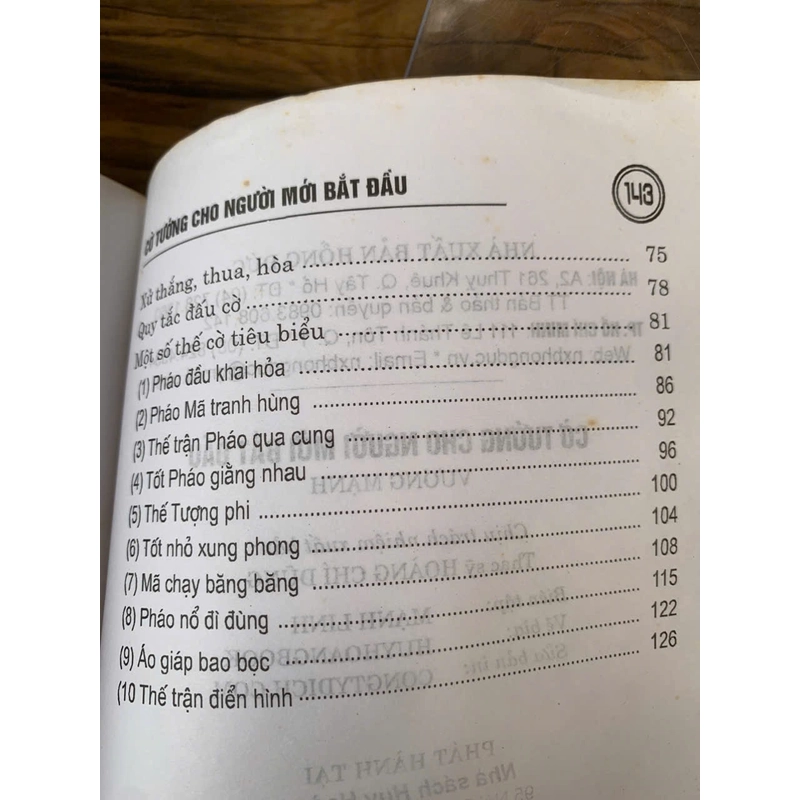 CỜ TƯỚNG CHO NGƯỜI MỚI BẮT ĐẦU 143
Xử thắng, thua, hòa 75
Quy tắc đấu cờ 78
Một số thế cờ tiêu biểu 81
(1) Pháo đầu khai hỏa 81
(2) Pháo Mã tranh hùng 86
(3) Thế trận Pháo qua cung 92
(4) Tốt Pháo giằng nhau 96
(5) Thế Tượng phi 100
(6) Tốt nhỏ xung phong 104
(7) Mã chạy băng băng 108
(8) Pháo nổ đì đùng 115
(9) Áo giáp bao bọc 122
(10 Thế trận điển hình 126